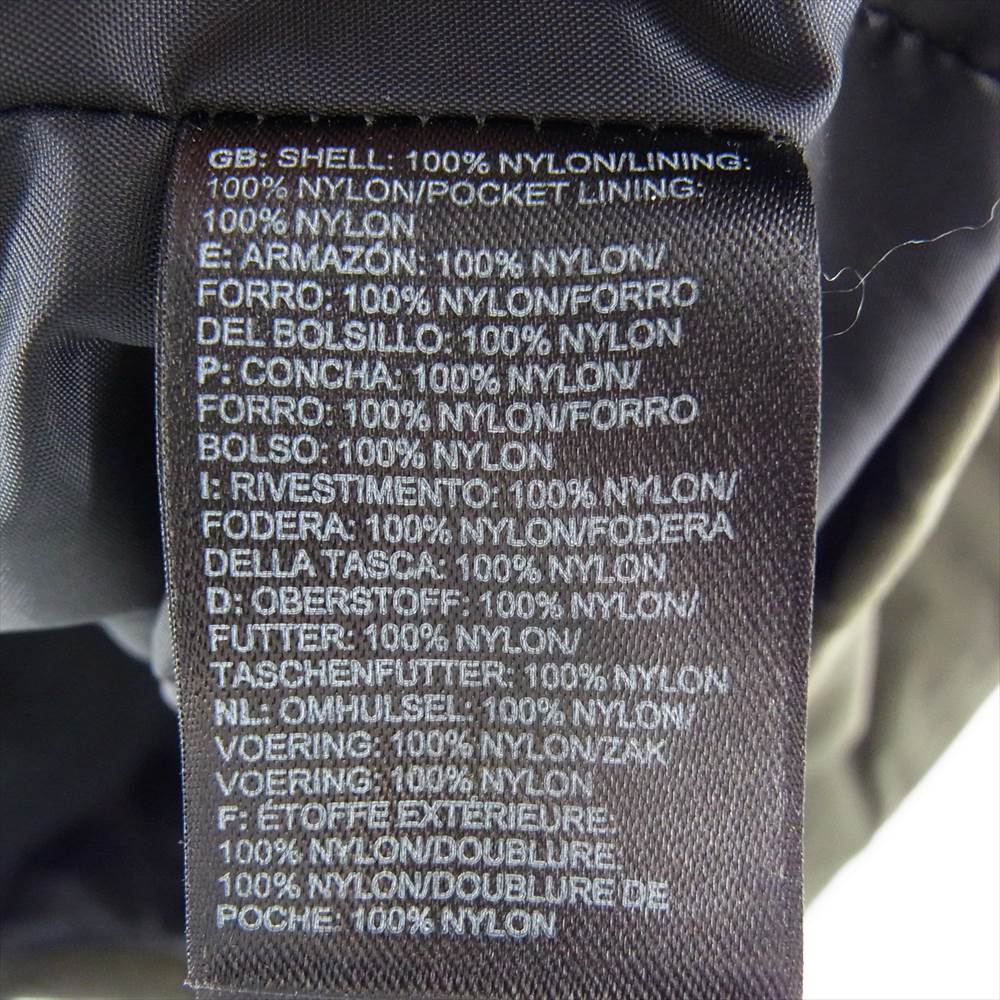 GB: SHELL: 100% NYLON/LINING:
100% NYLON/POCKET LINING:
100% NYLON
E: ARMAZÓN: 100% NYLON/
FORRO: 100% NYLON/FORRO
DEL BOLSILLO: 100% NYLON
P: CONCHA: 100% NYLON/
FORRO: 100% NYLON/FORRO
BOLSO: 100% NYLON
I: RIVESTIMENTO: 100% NYLON/
FODERA: 100% NYLON/FODERA
DELLA TASCA: 100% NYLON
D: OBERSTOFF: 100% NYLON/
FUTTER: 100% NYLON/
TASCHENFUTTER: 100% NYLON
NL: OMHULSEL: 100% NYLON/
VOERING: 100% NYLON/ZAK
VOERING: 100% NYLON
F: ÉTOFFE EXTÉRIEURE:
100% NYLON/DOUBLURE:
100% NYLON/DOUBLURE DE
POCHE: 100% NYLON